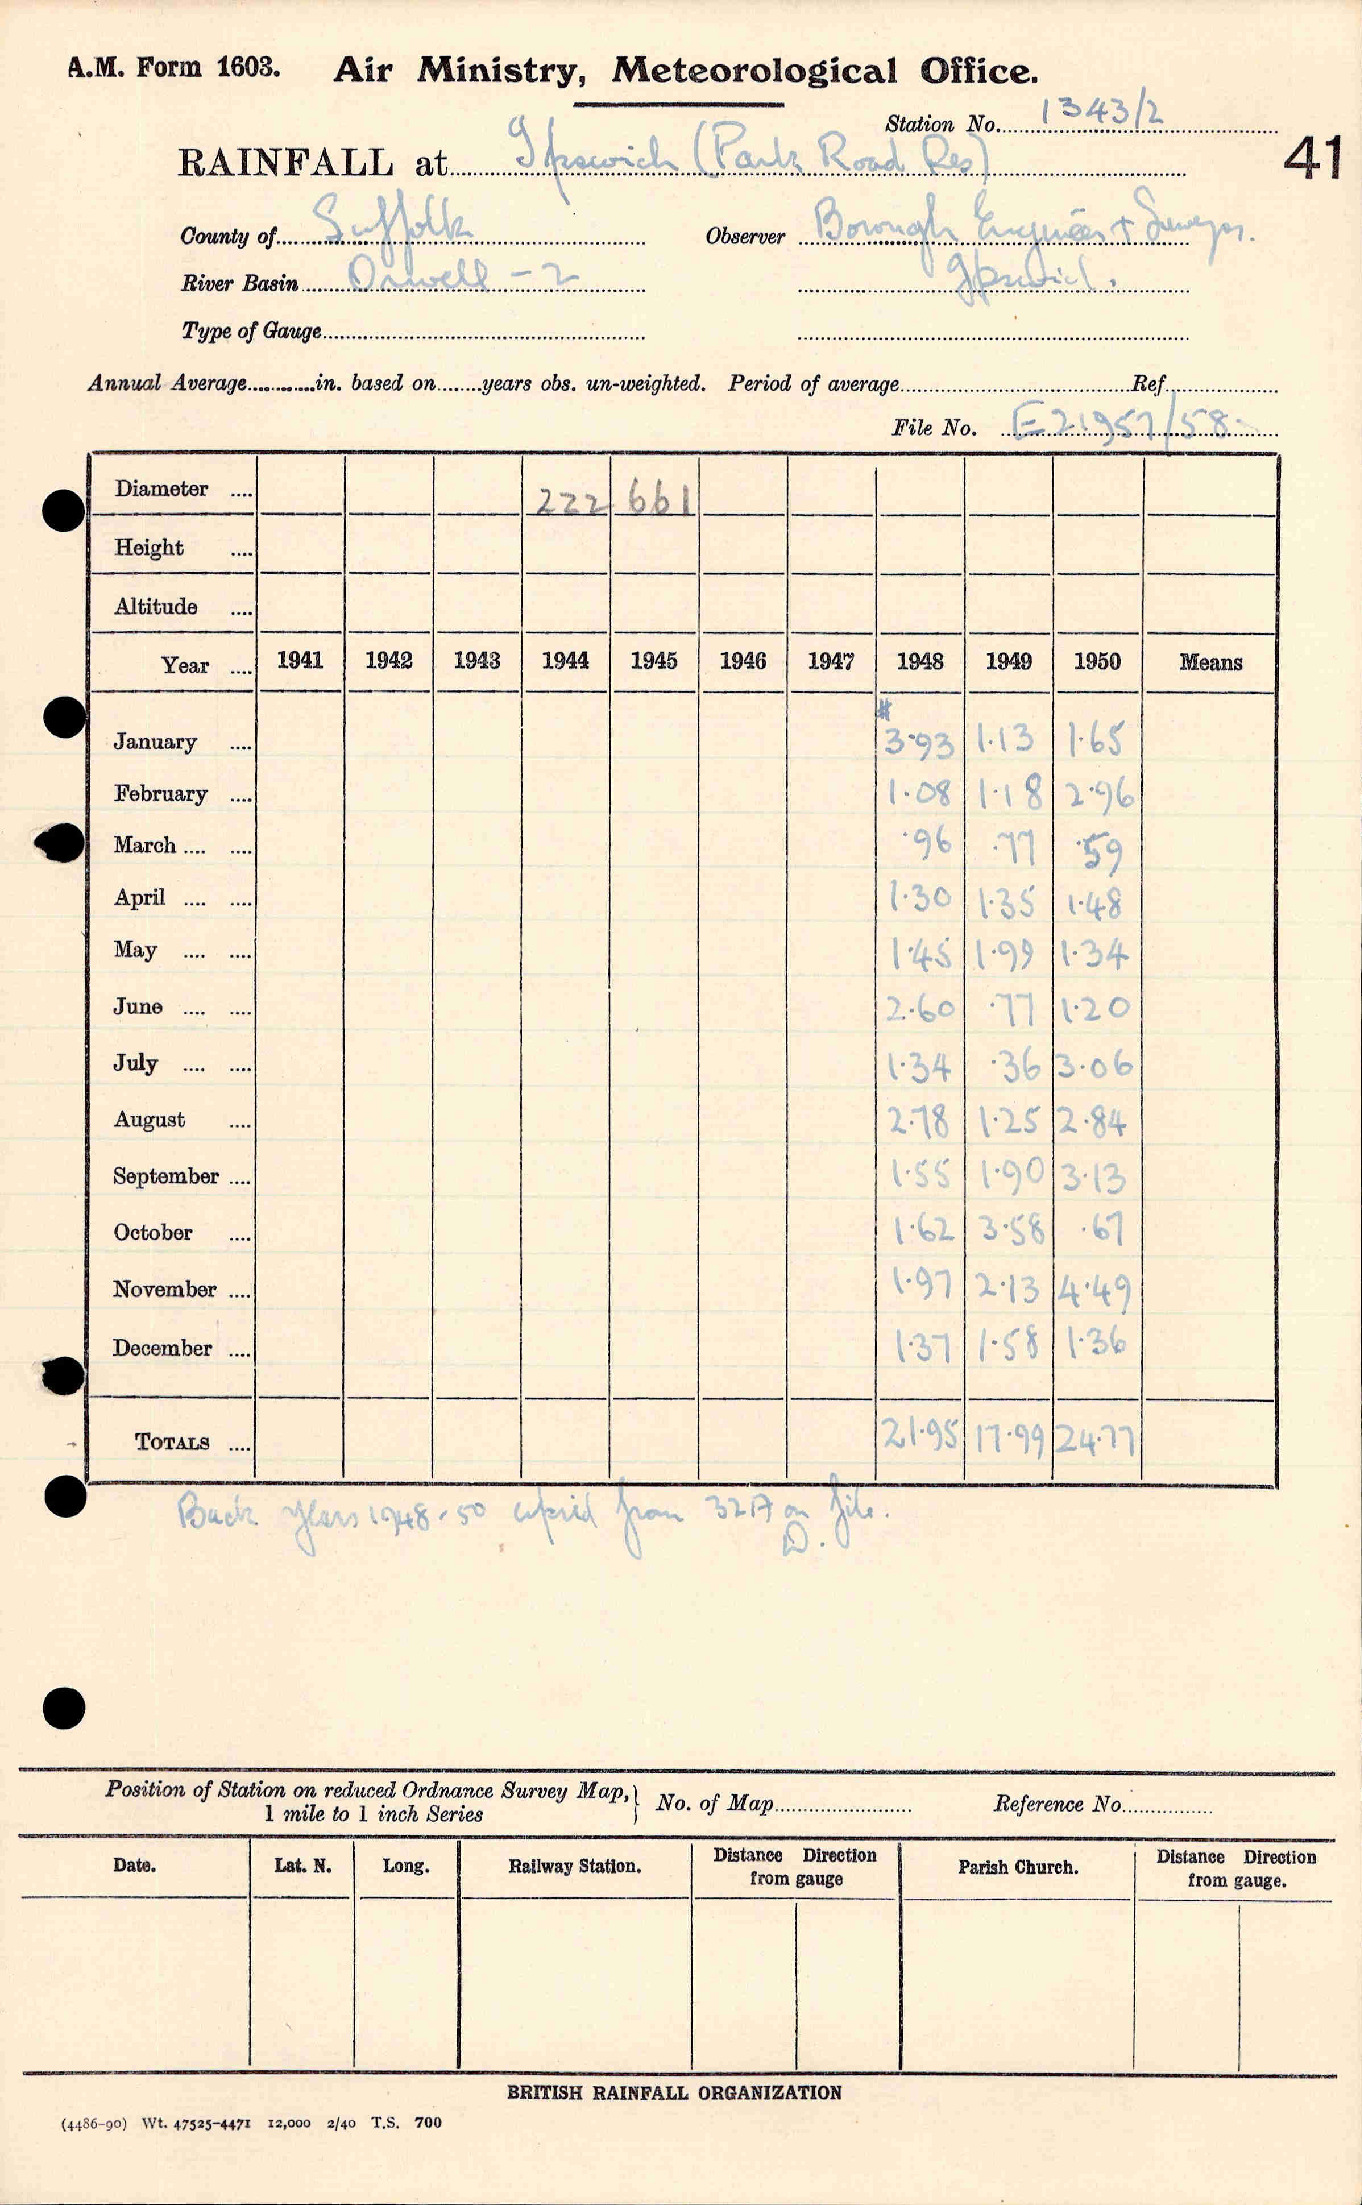 A.M. Form 1603. Air Ministry, Meteorological Office.
Station No. 1343/2
41
RAINFALL at Ipswich (Park Road Res)
County of Suffolk Observer Borough Engineer + Surveyor.
River Basin Orwell - 2 Ipswich.
Type of Gauge
Annual Average in. based on years obs. un-weighted. Period of average Ref.
File No. E21957/58
Diameter 222 661
Height
Altitude
Year 1941 1942 1943 1944 1945 1946 1947 1948 1949 1950 Means
#
January 3.93 1.13 1.65
February 1.08 1.18 2.96
March .96 .77 .59
April 1.30 1.35 1.48
May 1.45 1.99 1.34
June 2.60 .77 1.20
July 1.34 .36 3.06
August 2.78 1.25 2.84
September 1.55 1.90 3.13
October 1.62 3.58 .67
November 1.97 2.13 4.49
December 1.37 1.58 1.36
TOTALS 21.95 17.99 24.77
Back years 1948-50 copied from on file.
D.
Position of Station on reduced Ordnance Survey Map, 1 mile to 1 inch Series No. of Map Reference No.
Date. Lat. N. Long. Railway Station. Distance Direction from gauge Parish Church. Distance Direction from gauge.
BRITISH RAINFALL ORGANIZATION
(4486-90) Wt. 47525-4471 12,000 2/40 T.S. 700